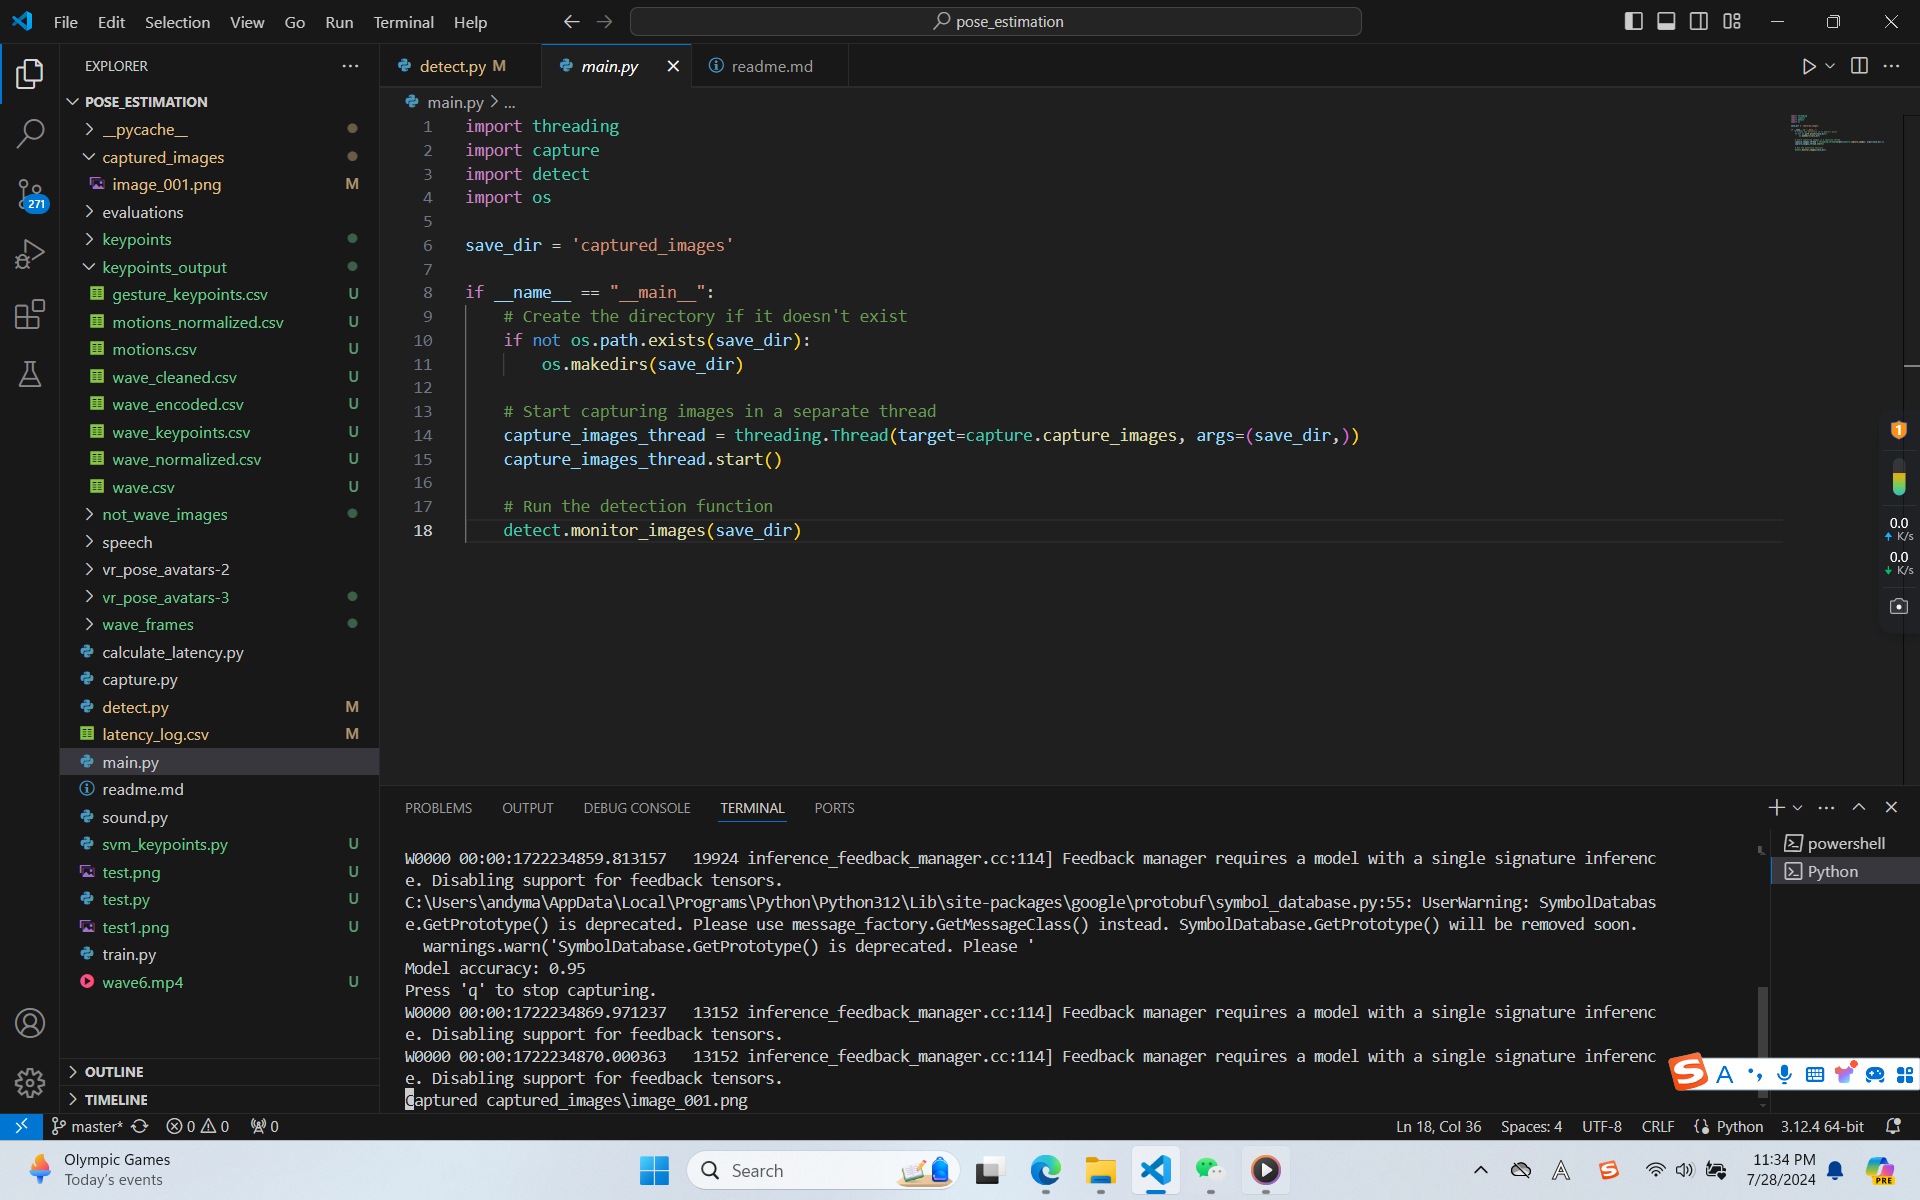 File Edit Selection View Go Run Terminal Help
pose_estimation
EXPLORER
POSE_ESTIMATION
__pycache__
captured_images
image_001.png M
evaluations
keypoints
keypoints_output
gesture_keypoints.csv U
motions_normalized.csv U
motions.csv U
wave_cleaned.csv U
wave_encoded.csv U
wave_keypoints.csv U
wave_normalized.csv U
wave.csv U
not_wave_images
speech
vr_pose_avatars-2
vr_pose_avatars-3
wave_frames
calculate_latency.py
capture.py
detect.py M
latency_log.csv M
main.py
readme.md
sound.py
svm_keypoints.py U
test.png U
test.py U
test1.png U
train.py
wave6.mp4 U
OUTLINE
TIMELINE
271
detect.py M main.py readme.md
main.py > ...
1 import threading
2 import capture
3 import detect
4 import os
5
6 save_dir = 'captured_images'
7
8 if __name__ == "__main__":
9 # Create the directory if it doesn't exist
10 if not os.path.exists(save_dir):
11 os.makedirs(save_dir)
12
13 # Start capturing images in a separate thread
14 capture_images_thread = threading.Thread(target=capture.capture_images, args=(save_dir,))
15 capture_images_thread.start()
16
17 # Run the detection function
18 detect.monitor_images(save_dir)
1
0.0
K/s
0.0
K/s
PROBLEMS OUTPUT DEBUG CONSOLE TERMINAL PORTS
powershell
Python
W0000 00:00:1722234859.813157 19924 inference_feedback_manager.cc:114] Feedback manager requires a model with a single signature inferenc
e. Disabling support for feedback tensors.
C:\Users\andyma\AppData\Local\Programs\Python\Python312\Lib\site-packages\google\protobuf\symbol_database.py:55: UserWarning: SymbolDatabas
e.GetPrototype() is deprecated. Please use message_factory.GetMessageClass() instead. SymbolDatabase.GetPrototype() will be removed soon.
warnings.warn('SymbolDatabase.GetPrototype() is deprecated. Please '
Model accuracy: 0.95
Press 'q' to stop capturing.
W0000 00:00:1722234869.971237 13152 inference_feedback_manager.cc:114] Feedback manager requires a model with a single signature inferenc
e. Disabling support for feedback tensors.
W0000 00:00:1722234870.000363 13152 inference_feedback_manager.cc:114] Feedback manager requires a model with a single signature inferenc
e. Disabling support for feedback tensors.
Captured captured_images\image_001.png
master* 0 0 0
Ln 18, Col 36 Spaces: 4 UTF-8 CRLF Python 3.12.4 64-bit
Olympic Games
Today's events
Search
11:34 PM
7/28/2024
PRE